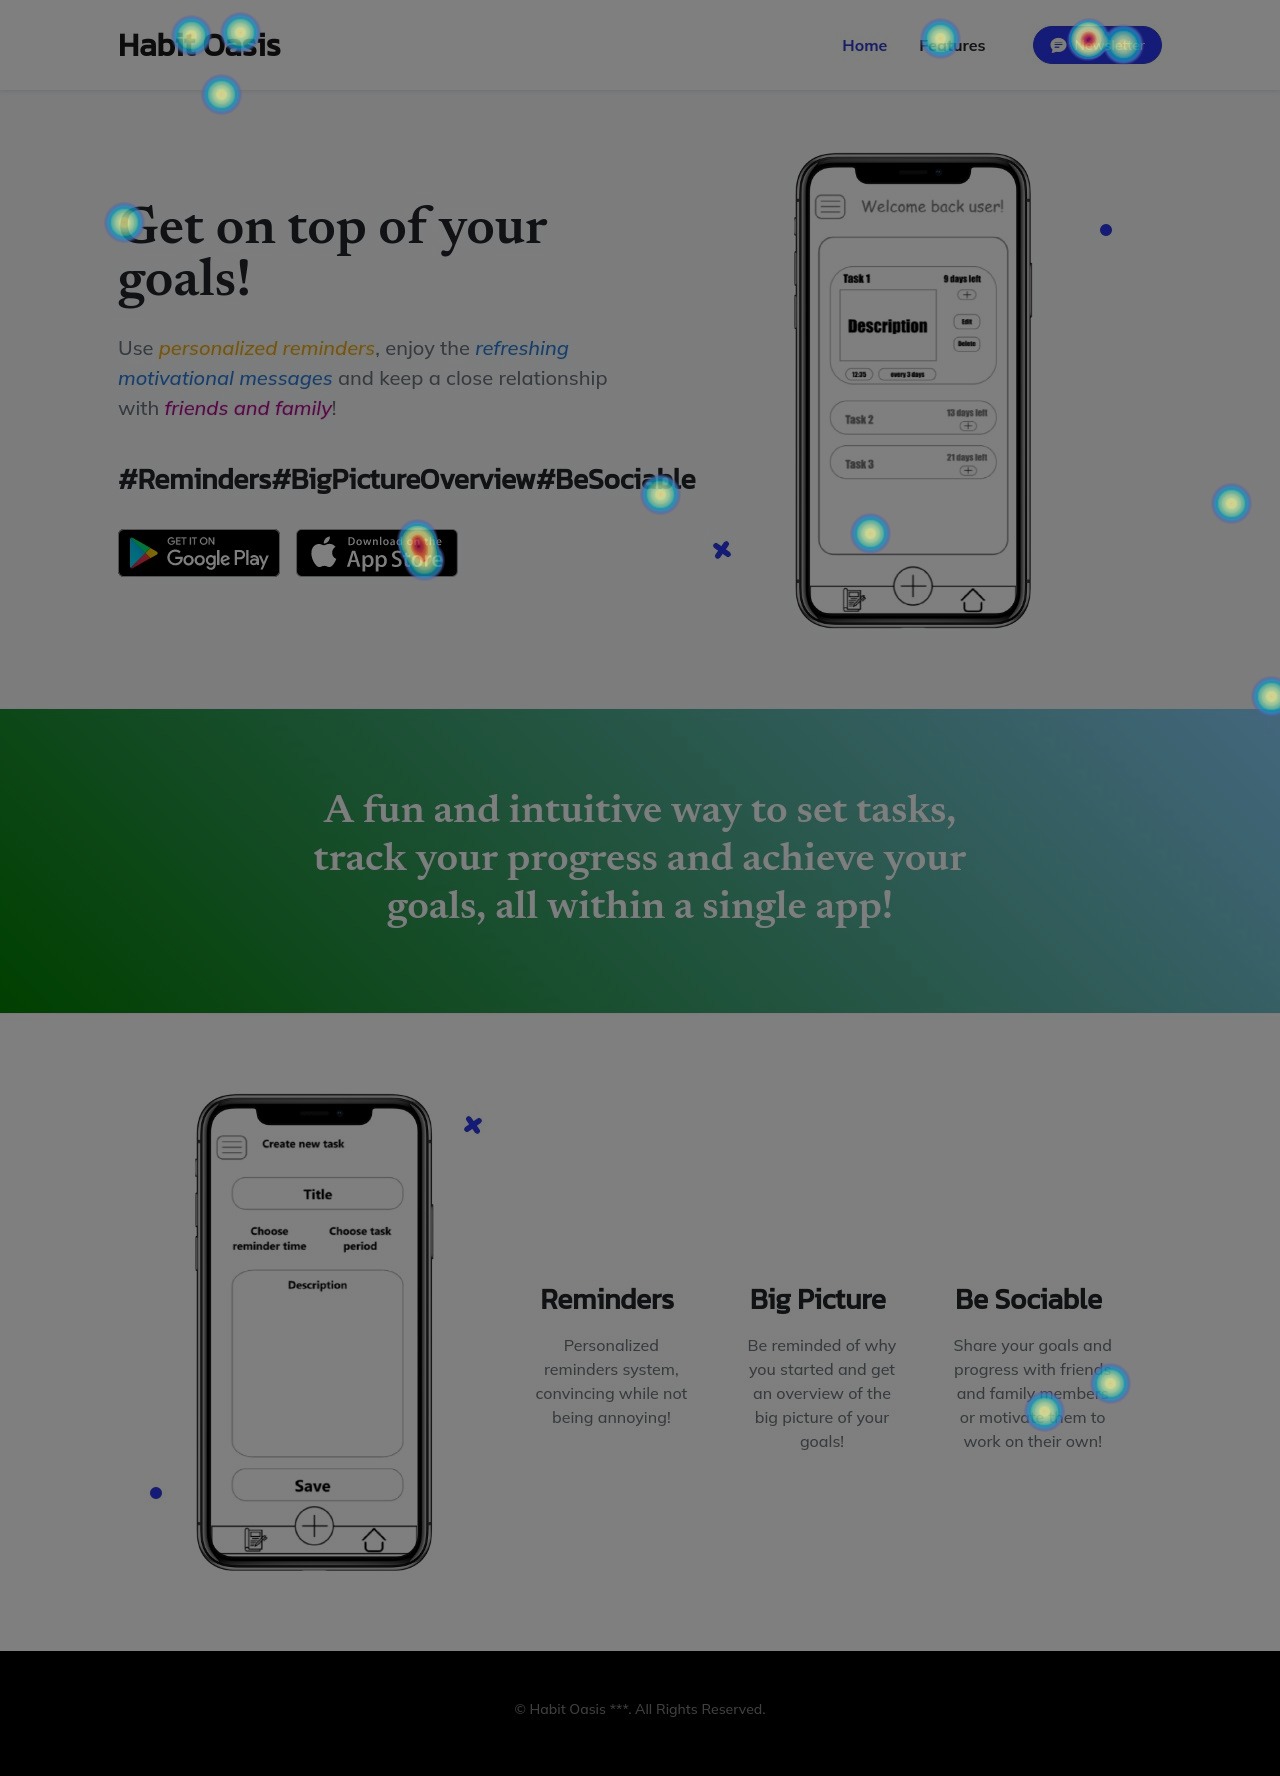 Habit Oasis
Home
Features
Newsletter
Get on top of your
goals!
Use personalized reminders, enjoy the refreshing
motivational messages and keep a close relationship
with friends and family!
#Reminders#BigPictureOverview#BeSociable
GET IT ON
Google Play
Download on the
App Store
Welcome back user!
Task 1
9 days left
Description
Edit
Delete
12:35
every 3 days
Task 2
13 days left
Task 3
21 days left
A fun and intuitive way to set tasks,
track your progress and achieve your
goals, all within a single app!
Create new task
Title
Choose
reminder time
Choose task
period
Description
Save
Reminders
Personalized
reminders system,
convincing while not
being annoying!
Big Picture
Be reminded of why
you started and get
an overview of the
big picture of your
goals!
Be Sociable
Share your goals and
progress with friends
and family members
or motivate them to
work on their own!
© Habit Oasis ***. All Rights Reserved.